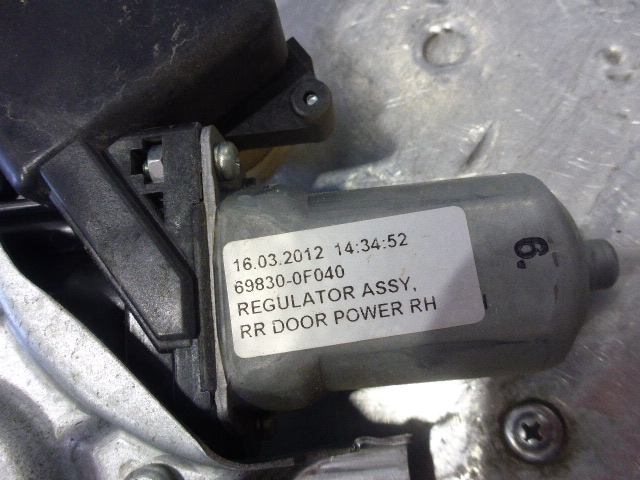 16.03.2012 14:34:52
69830-0F040
REGULATOR ASSY,
RR DOOR POWER RH
6.